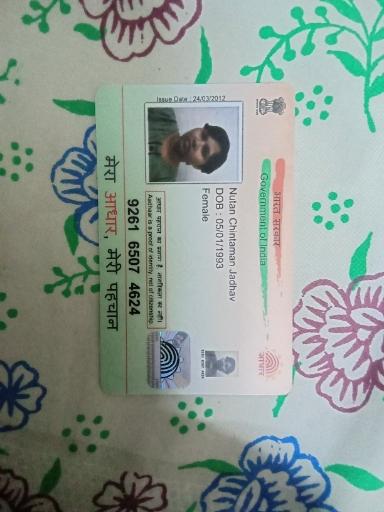 भारत सरकार
Government of India
Issue Date : 24/03/2012
Nutan Chintaman Jadhav
DOB : 05/01/1993
Female
आधार पहचान का प्रमाण है, नागरिकता का नहीं।
Aadhaar is a proof of identity, not of citizenship.
9261 6507 4624
मेरा आधार, मेरी पहचान